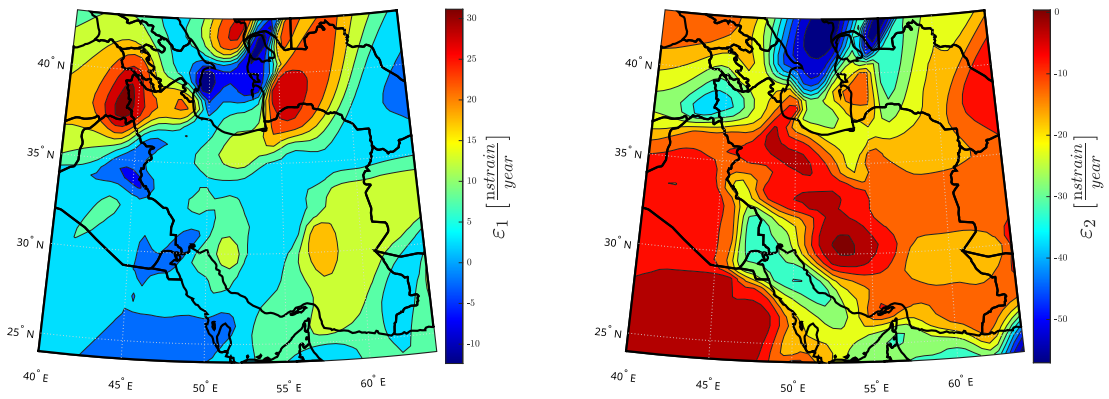 40° N
35° N
30° N
25° N
40° E
45° E
50° E
55° E
60° E
30
25
20
15
10
5
0
-5
-10
ε₁ [nstrain/year]
40° N
35° N
30° N
25° N
40° E
45° E
50° E
55° E
60° E
0
-10
-20
-30
-40
-50
ε₂ [nstrain/year]